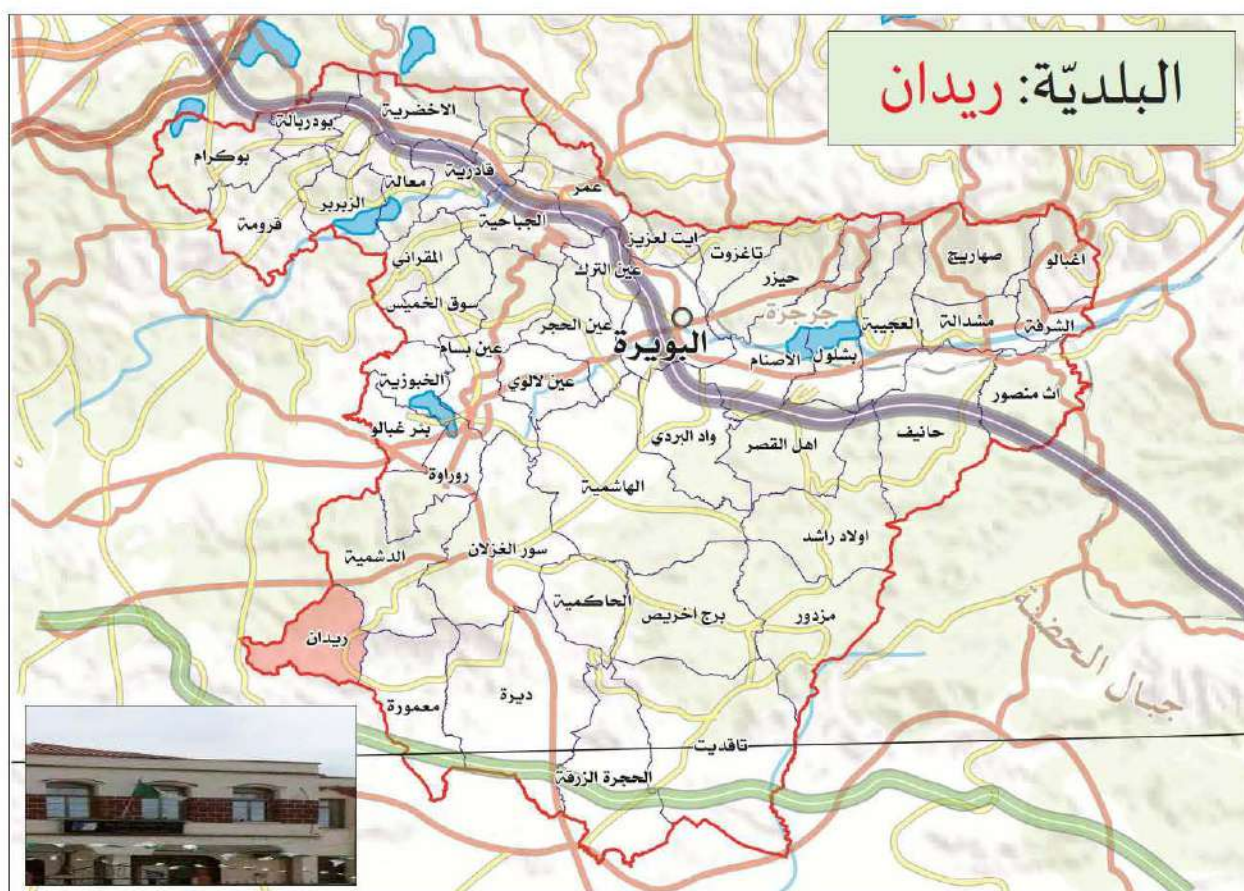 البلديّة: ريدان
الاخضرية
بودربالة
بوكرام
قادرية
معالة
عمر
الزبربر
قرومة
الجباحية
ايت لعزيز
تاغزوت
صهاريج
اغبالو
المقراني
عين الترك
حيزر
جرجرة
سوق الخميس
عين الحجر
البويرة
العجيبة
مشدالة
الشرفة
الأصنام
بشلول
عين بسام
الخبوزية
عين لالوي
اث منصور
بئر غبالو
واد البردي
اهل القصر
حانيف
روراوة
الهاشمية
اولاد راشد
سور الغزلان
الدشمية
الحاكمية
برج اخريص
مزدور
جبال الحضنة
ريدان
ديرة
معمورة
تاقديت
الحجرة الزرقة